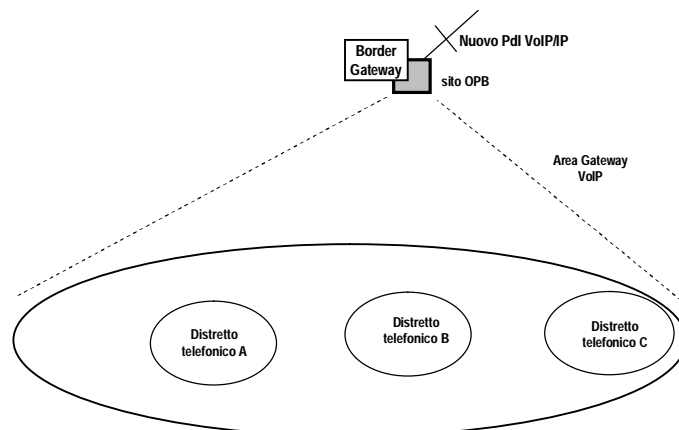 Nuovo PdI VoIP/IP
Border
Gateway
sito OPB
Area Gateway
VoIP
Distretto
telefonico A
Distretto
telefonico B
Distretto
telefonico C